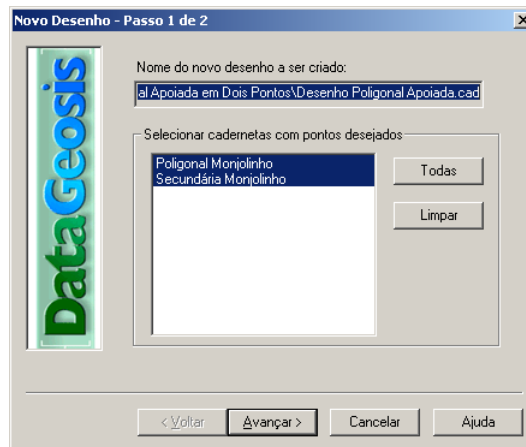 Novo Desenho - Passo 1 de 2
DataGeosis
Nome do novo desenho a ser criado:
al Apoiada em Dois Pontos\Desenho Poligonal Apoiada.cad
Selecionar cadernetas com pontos desejados
Poligonal Monjolinho
Secundária Monjolinho
Todas
Limpar
< Voltar
Avançar >
Cancelar
Ajuda